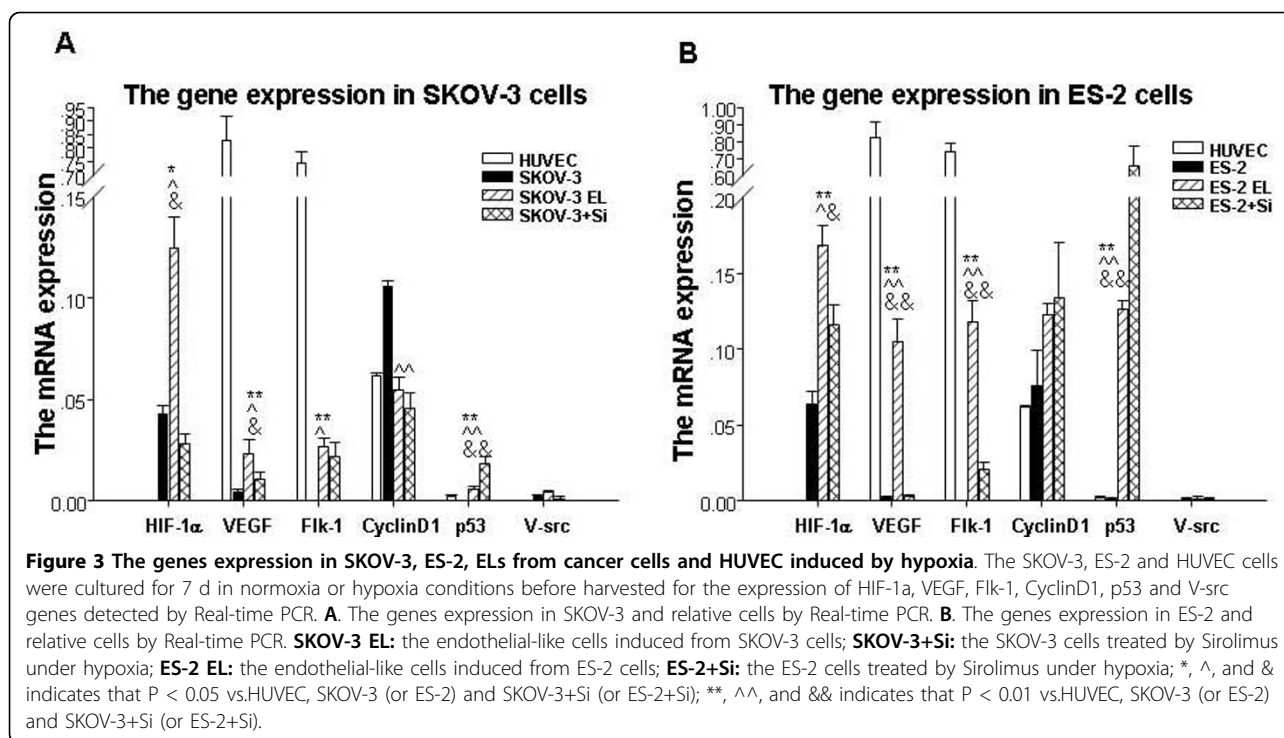 A
The gene expression in SKOV-3 cells
The mRNA expression
.95
.90
.85
.80
.75
.70
.15
.10
.05
0.00
*
^
&
**
^
&
**
^
^^
**
^^
&&
HUVEC
SKOV-3
SKOV-3 EL
SKOV-3+Si
HIF-1α VEGF Flk-1 CyclinD1 p53 V-src
B
The gene expression in ES-2 cells
The mRNA expression
1.00
.90
.80
.70
.60
.20
.15
.10
.05
0.00
**
^&
**
^^
&&
**
^^
&&
**
^^
&&
HUVEC
ES-2
ES-2 EL
ES-2+Si
HIF-1α VEGF Flk-1 CyclinD1 p53 V-src
Figure 3 The genes expression in SKOV-3, ES-2, ELs from cancer cells and HUVEC induced by hypoxia. The SKOV-3, ES-2 and HUVEC cells
were cultured for 7 d in normoxia or hypoxia conditions before harvested for the expression of HIF-1a, VEGF, Flk-1, CyclinD1, p53 and V-src
genes detected by Real-time PCR. A. The genes expression in SKOV-3 and relative cells by Real-time PCR. B. The genes expression in ES-2 and
relative cells by Real-time PCR. SKOV-3 EL: the endothelial-like cells induced from SKOV-3 cells; SKOV-3+Si: the SKOV-3 cells treated by Sirolimus
under hypoxia; ES-2 EL: the endothelial-like cells induced from ES-2 cells; ES-2+Si: the ES-2 cells treated by Sirolimus under hypoxia; *, ^, and &
indicates that P < 0.05 vs.HUVEC, SKOV-3 (or ES-2) and SKOV-3+Si (or ES-2+Si); **, ^^, and && indicates that P < 0.01 vs.HUVEC, SKOV-3 (or ES-2)
and SKOV-3+Si (or ES-2+Si).